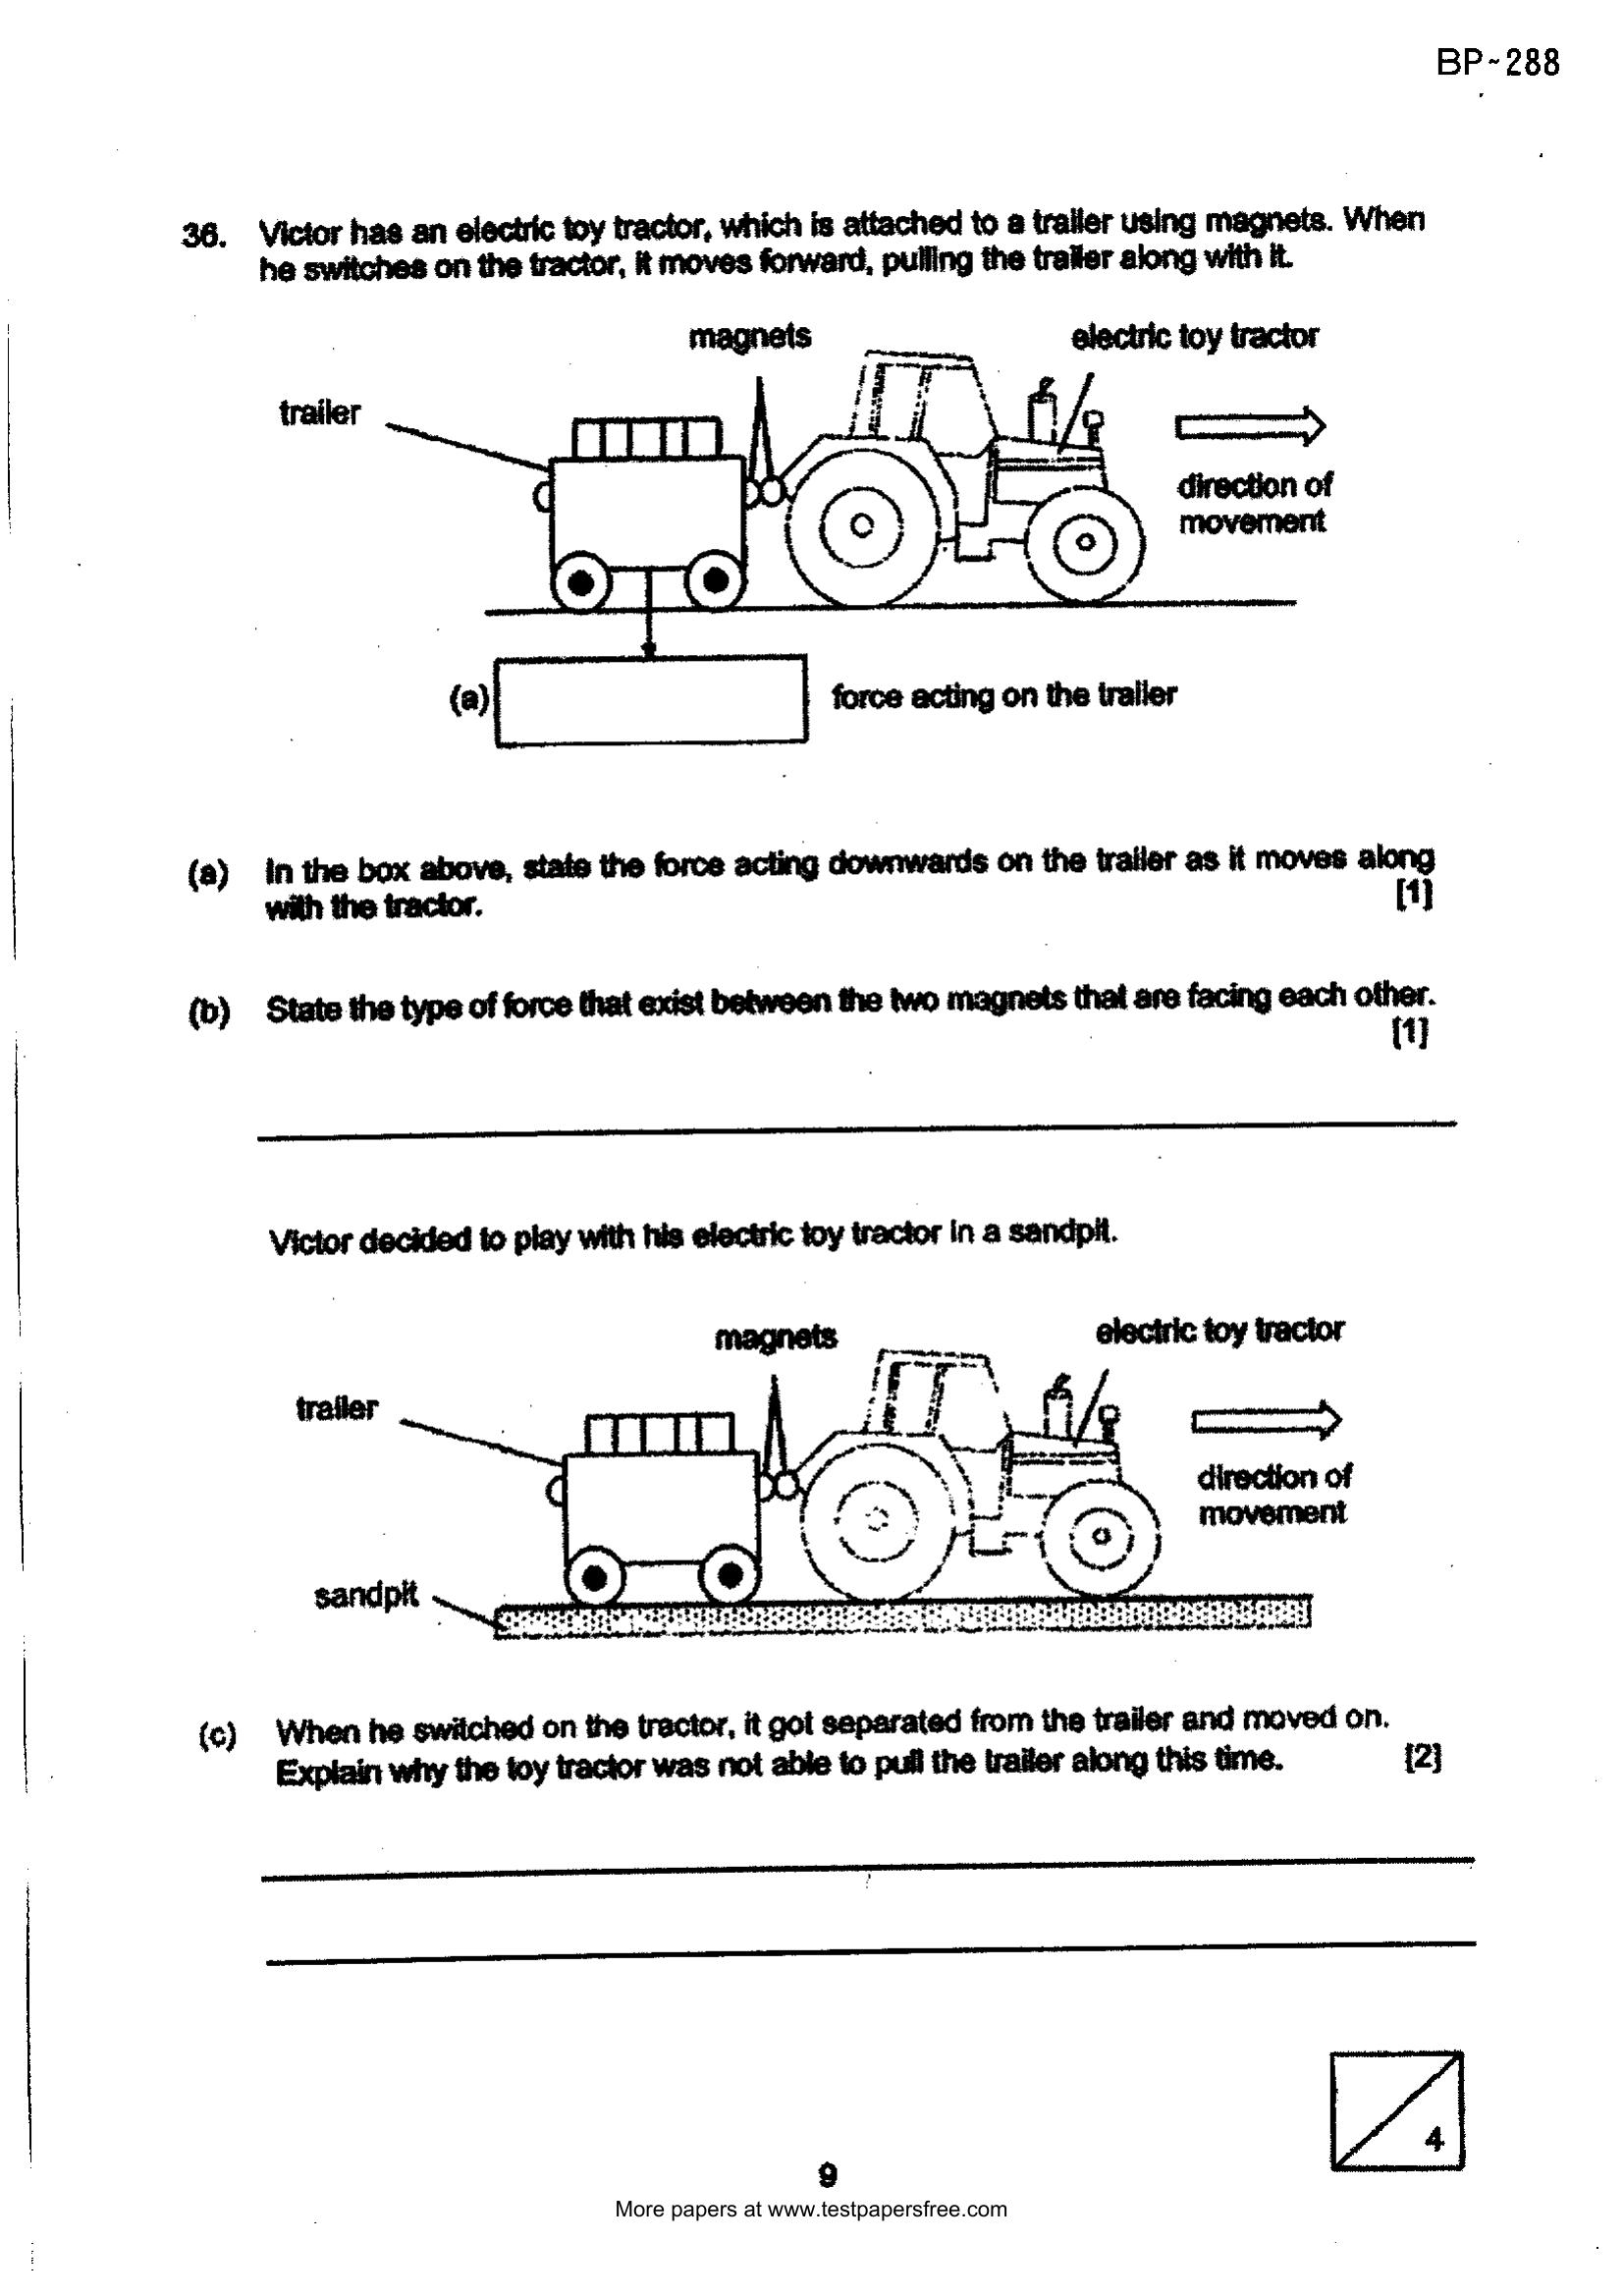 BP~288
36. Victor has an electric toy tractor, which is attached to a trailer using magnets. When
he switches on the tractor, it moves forward, pulling the trailer along with it.
magnets
electric toy tractor
trailer
direction of
movement
(a)
force acting on the trailer
(a) In the box above, state the force acting downwards on the trailer as it moves along
with the tractor. [1]
(b) State the type of force that exist between the two magnets that are facing each other.
[1]
Victor decided to play with his electric toy tractor in a sandpit.
magnets
electric toy tractor
trailer
direction of
movement
sandpit
(c) When he switched on the tractor, it got separated from the trailer and moved on.
Explain why the toy tractor was not able to pull the trailer along this time. [2]
4
9
More papers at www.testpapersfree.com